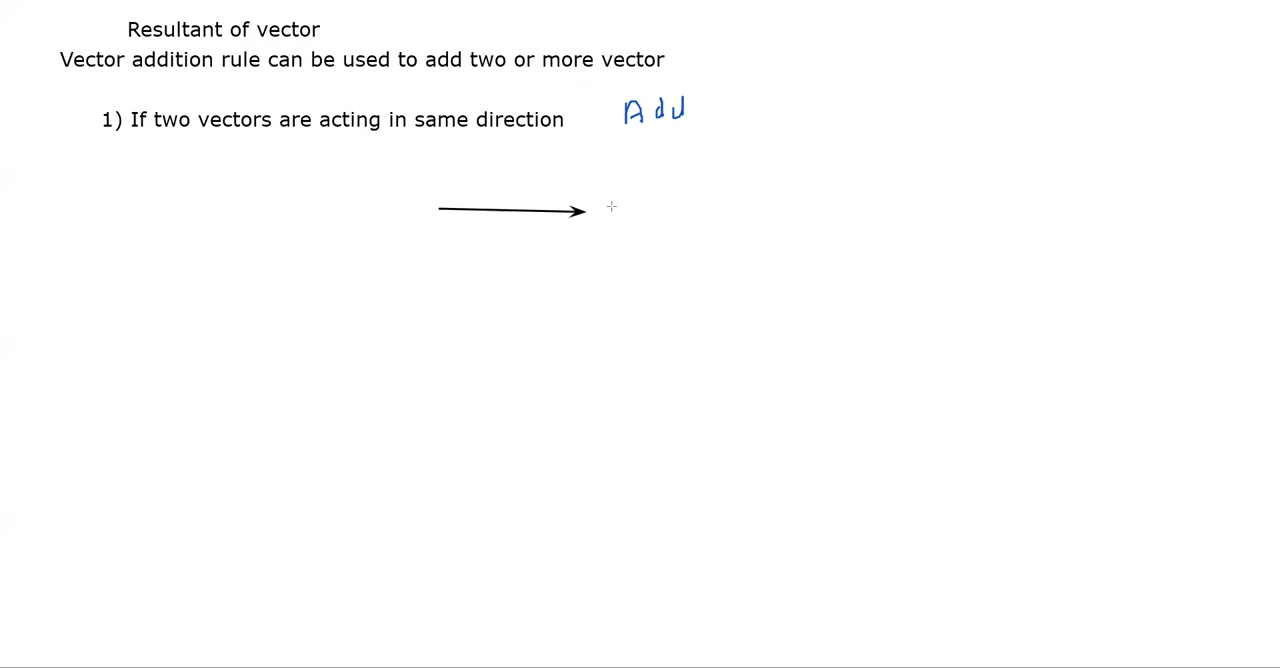 Resultant of vector
Vector addition rule can be used to add two or more vector
1) If two vectors are acting in same direction Add